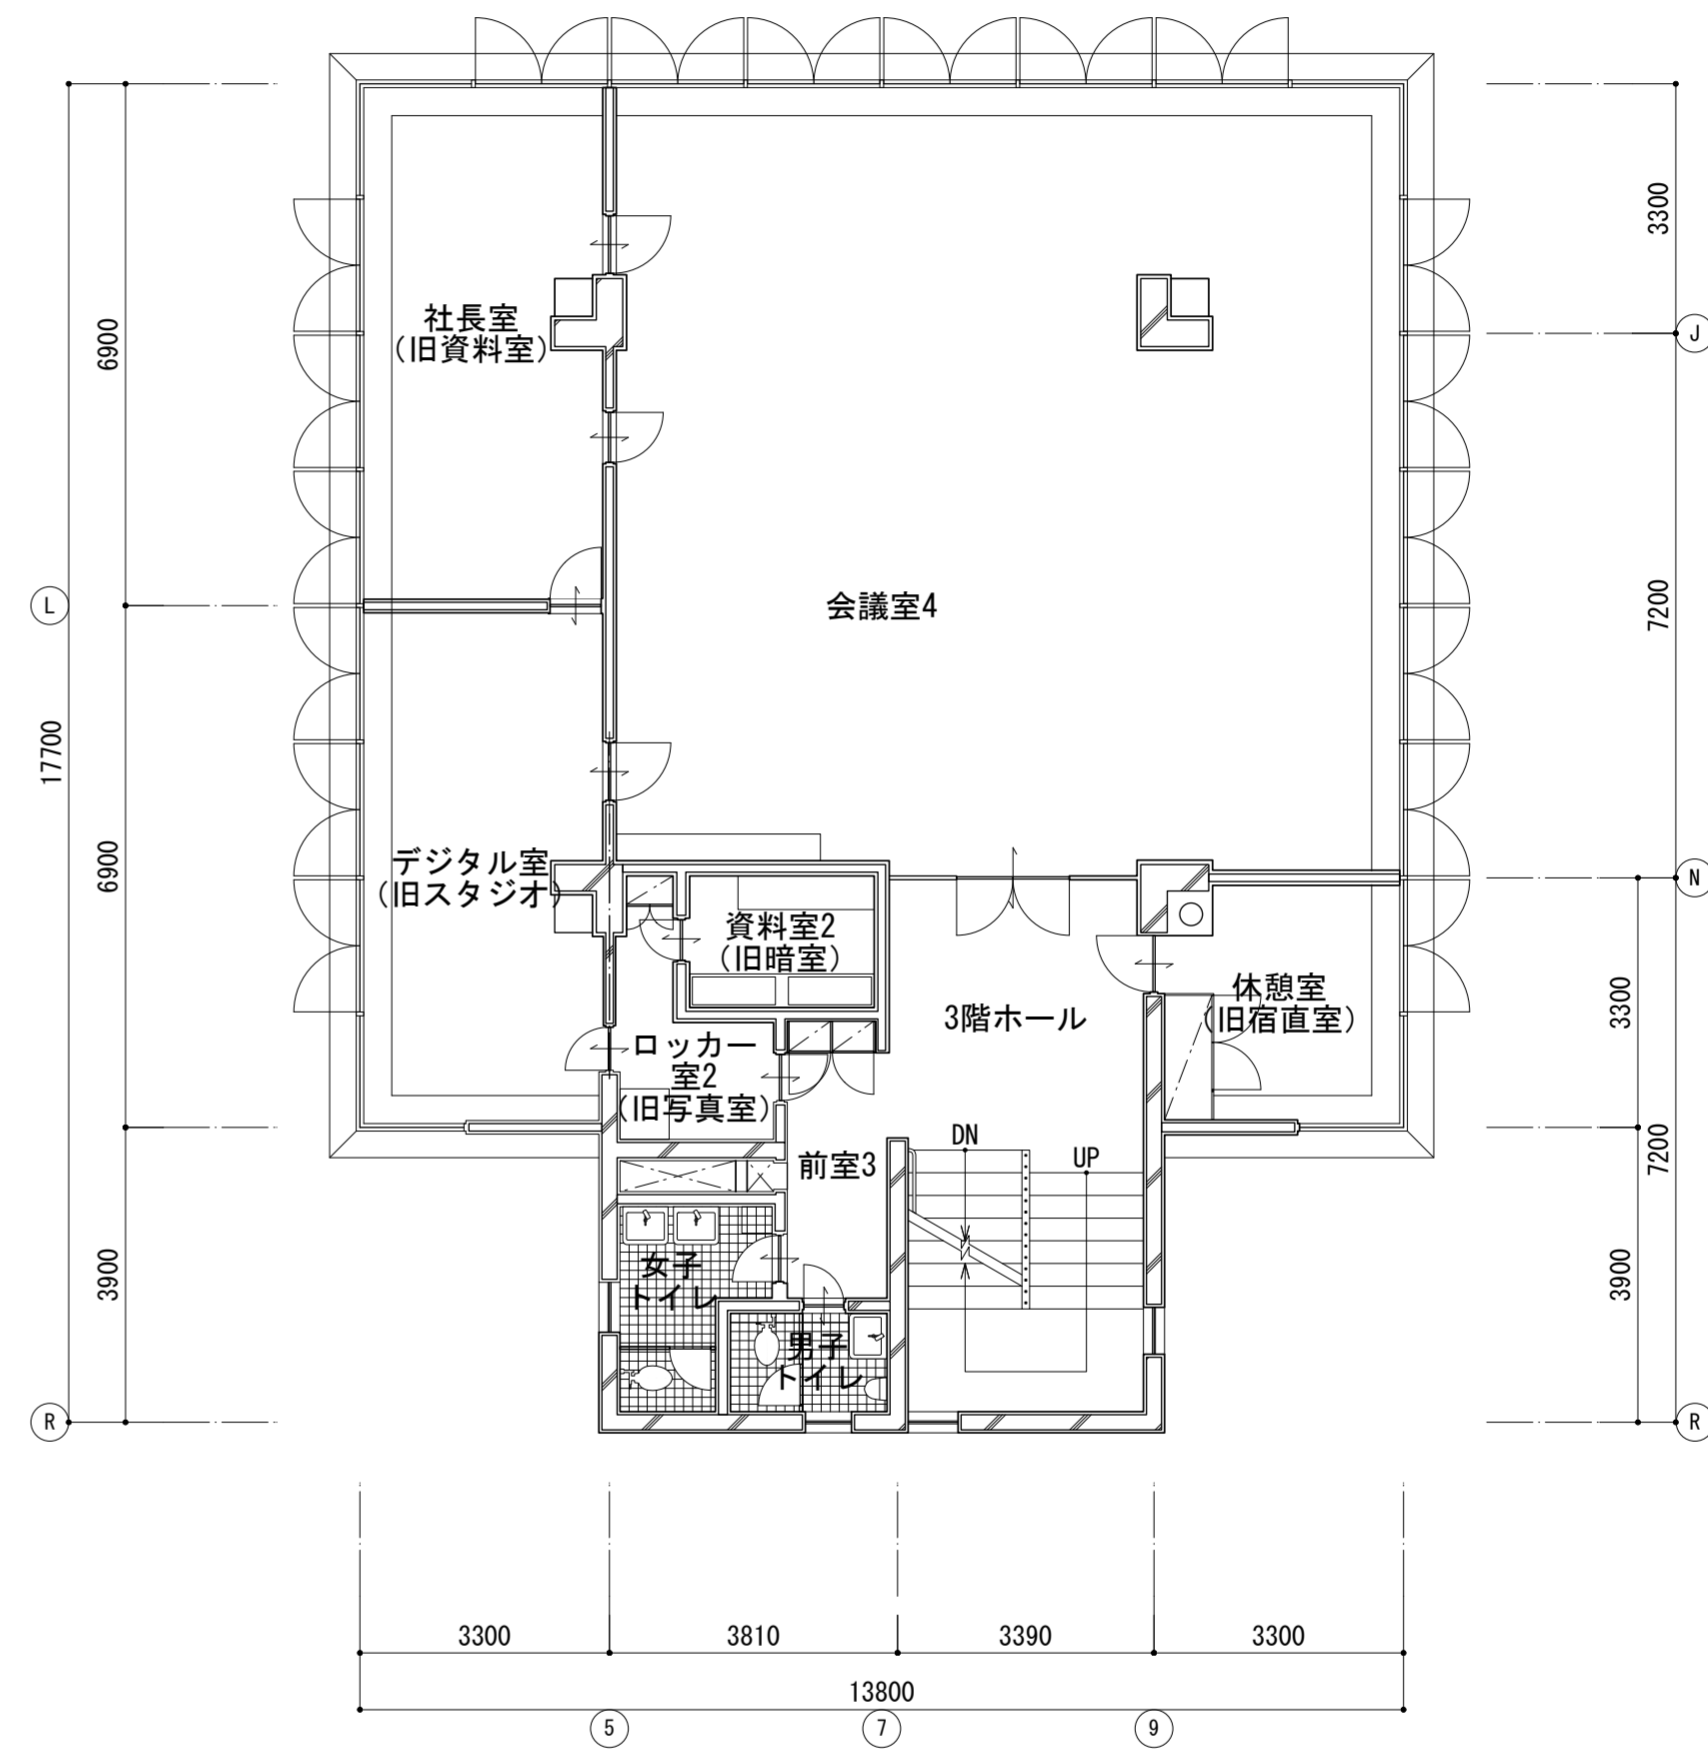 3300
社長室
(旧資料室)
6900
J
L
会議室4
7200
17700
デジタル室
(旧スタジオ)
6900
N
資料室2
(旧暗室)
休憩室
(旧宿直室)
3階ホール
3300
ロッカー
室2
(旧写真室)
DN
UP
前室3
7200
女子
トイレ
3900
3900
男子
トイレ
R
R
3300
3810
3390
3300
13800
5
7
9